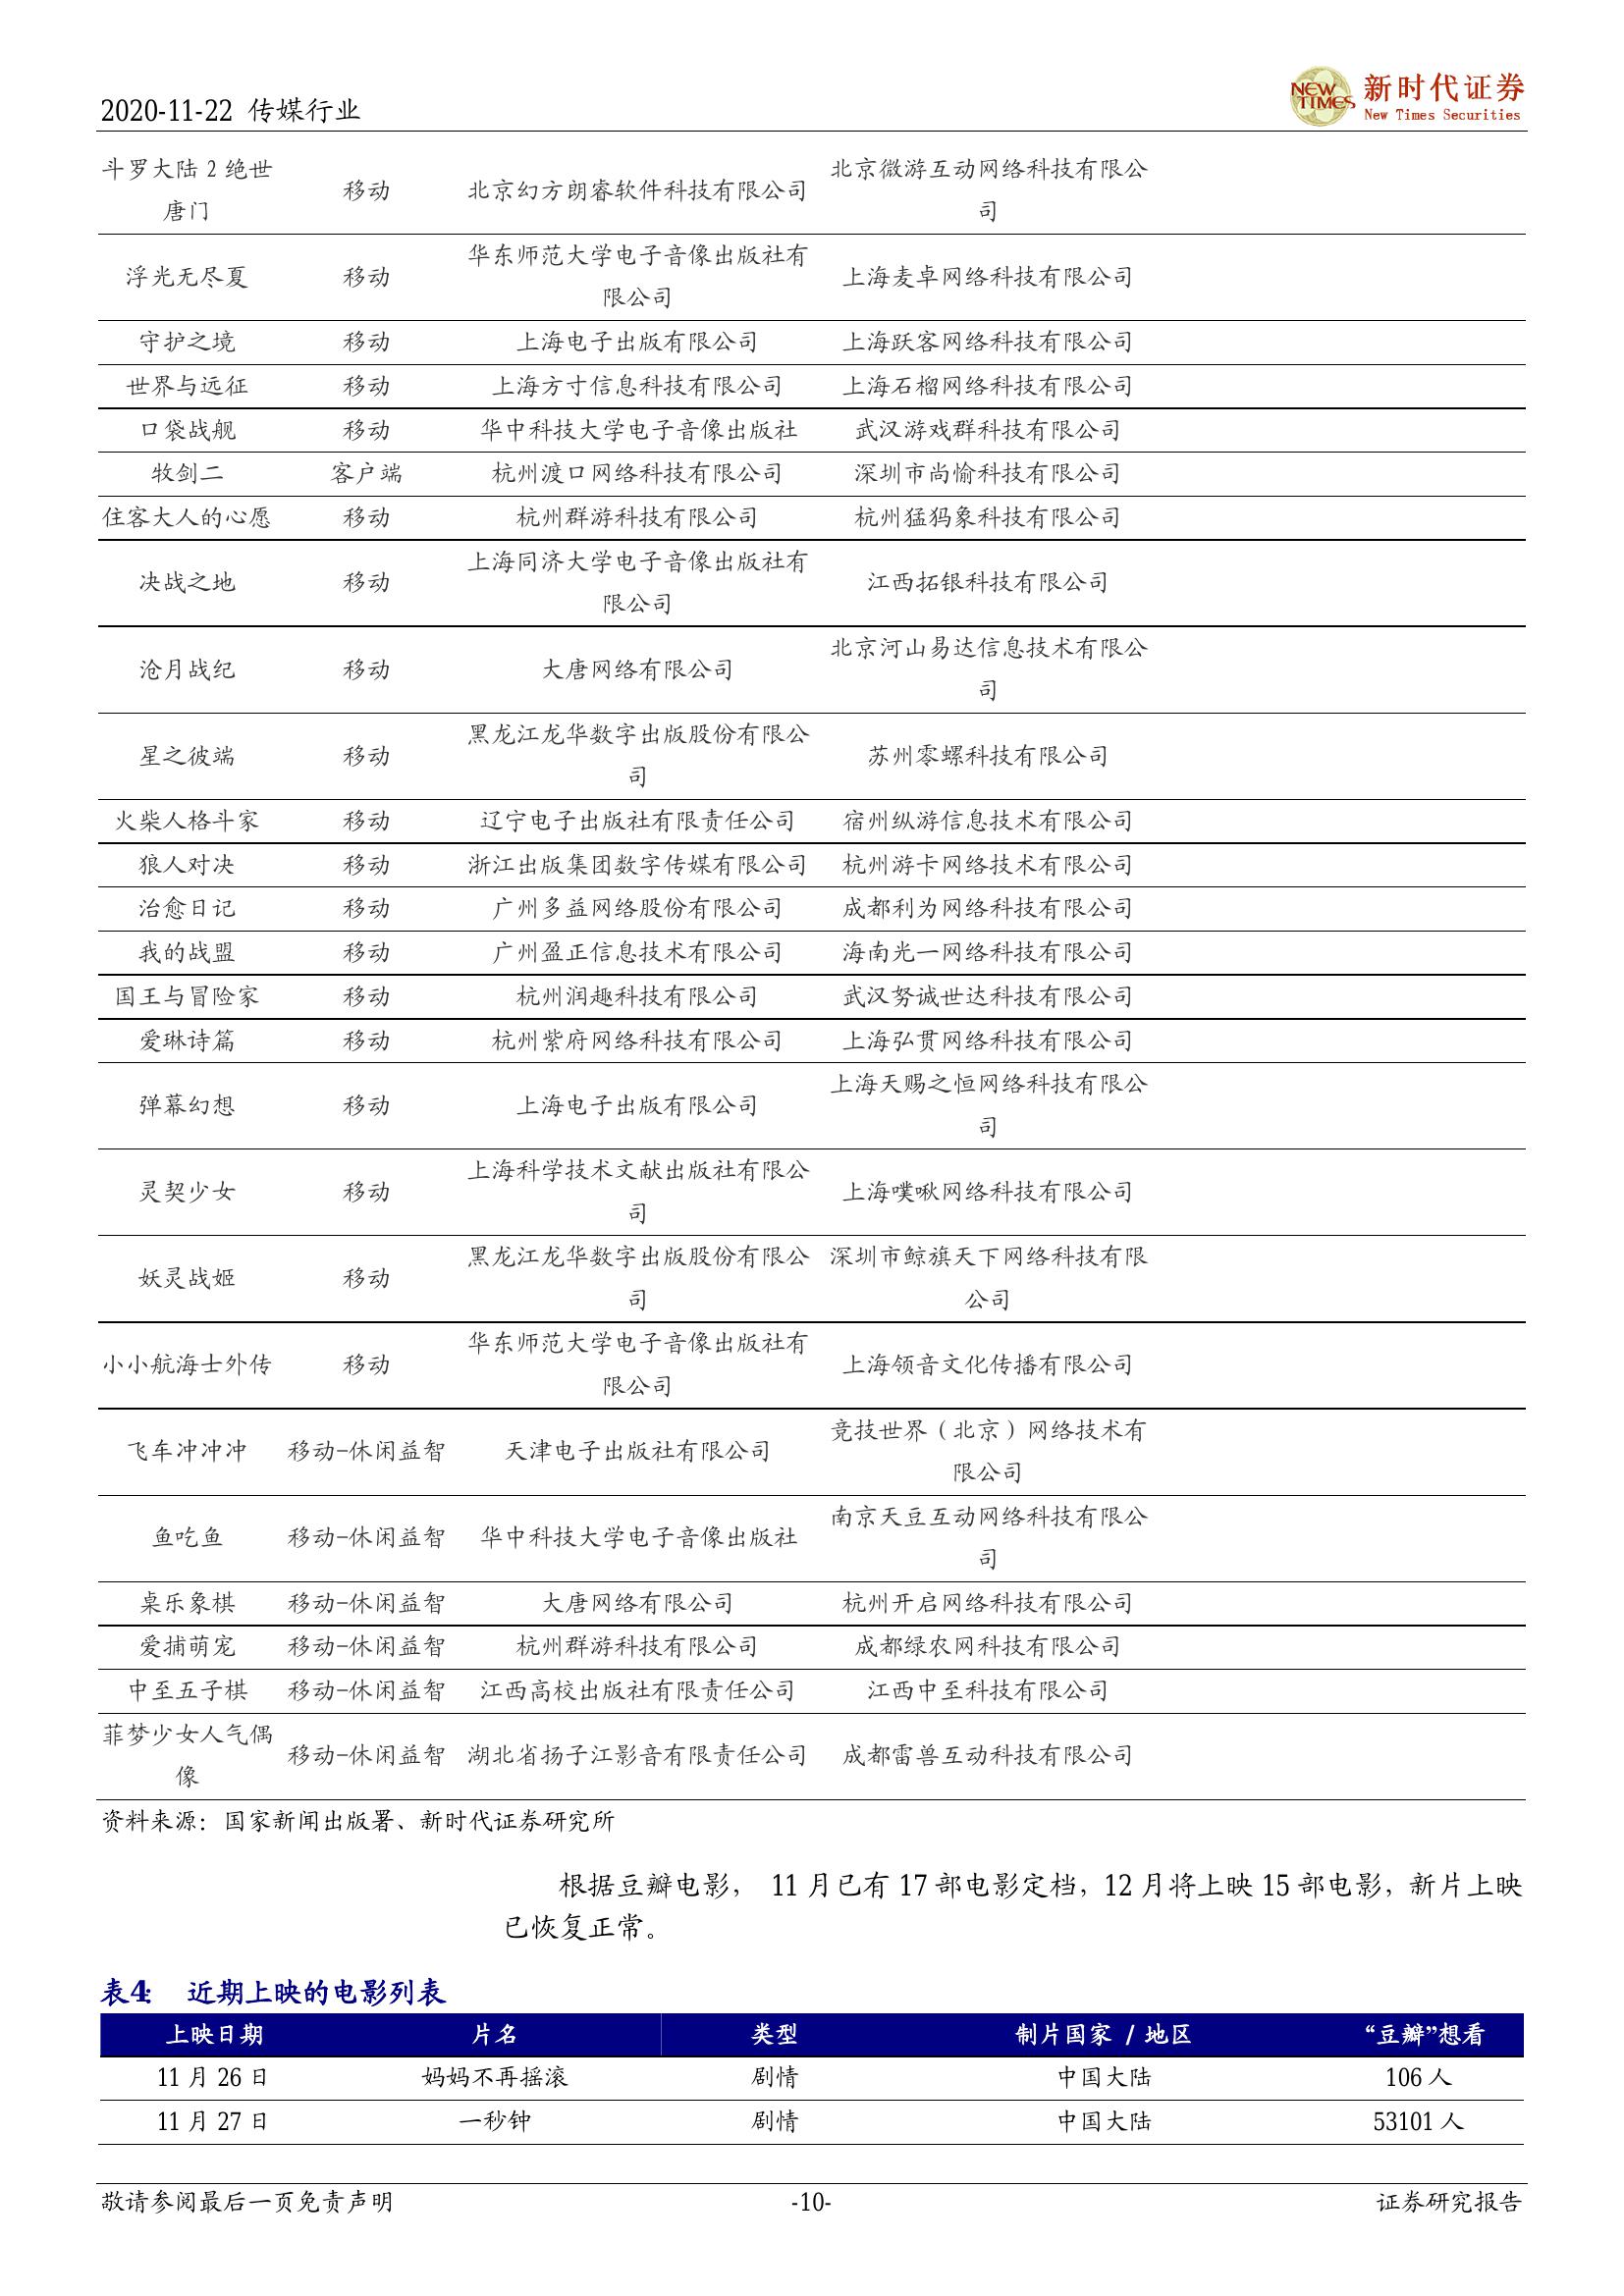 2020-11-22 传媒行业
NEW TIMES 新时代证券
New Times Securities
斗罗大陆 2 绝世
唐门
移动
北京幻方朗睿软件科技有限公司
北京微游互动网络科技有限公
司
浮光无尽夏
移动
华东师范大学电子音像出版社有
限公司
上海麦卓网络科技有限公司
守护之境 移动 上海电子出版有限公司 上海跃客网络科技有限公司
世界与远征 移动 上海方寸信息科技有限公司 上海石榴网络科技有限公司
口袋战舰 移动 华中科技大学电子音像出版社 武汉游戏群科技有限公司
牧剑二 客户端 杭州渡口网络科技有限公司 深圳市尚愉科技有限公司
住客大人的心愿 移动 杭州群游科技有限公司 杭州猛犸象科技有限公司
决战之地
移动
上海同济大学电子音像出版社有
限公司
江西拓银科技有限公司
沧月战纪
移动
大唐网络有限公司
北京河山易达信息技术有限公
司
星之彼端
移动
黑龙江龙华数字出版股份有限公
司
苏州零螺科技有限公司
火柴人格斗家 移动 辽宁电子出版社有限责任公司 宿州纵游信息技术有限公司
狼人对决 移动 浙江出版集团数字传媒有限公司 杭州游卡网络技术有限公司
治愈日记 移动 广州多益网络股份有限公司 成都利为网络科技有限公司
我的战盟 移动 广州盈正信息技术有限公司 海南光一网络科技有限公司
国王与冒险家 移动 杭州润趣科技有限公司 武汉努诚世达科技有限公司
爱琳诗篇 移动 杭州紫府网络科技有限公司 上海弘贯网络科技有限公司
弹幕幻想
移动
上海电子出版有限公司
上海天赐之恒网络科技有限公
司
灵契少女
移动
上海科学技术文献出版社有限公
司
上海噗啾网络科技有限公司
妖灵战姬
移动
黑龙江龙华数字出版股份有限公
司
深圳市鲸旗天下网络科技有限
公司
小小航海士外传
移动
华东师范大学电子音像出版社有
限公司
上海领音文化传播有限公司
飞车冲冲冲
移动-休闲益智
天津电子出版社有限公司
竞技世界（北京）网络技术有
限公司
鱼吃鱼
移动-休闲益智
华中科技大学电子音像出版社
南京天豆互动网络科技有限公
司
桌乐象棋 移动-休闲益智 大唐网络有限公司 杭州开启网络科技有限公司
爱捕萌宠 移动-休闲益智 杭州群游科技有限公司 成都绿农网科技有限公司
中至五子棋 移动-休闲益智 江西高校出版社有限责任公司 江西中至科技有限公司
菲梦少女人气偶
像
移动-休闲益智
湖北省扬子江影音有限责任公司
成都雷兽互动科技有限公司
资料来源：国家新闻出版署、新时代证券研究所
根据豆瓣电影， 11 月已有 17 部电影定档，12 月将上映 15 部电影，新片上映
已恢复正常。
表4： 近期上映的电影列表
上映日期 片名 类型 制片国家 / 地区 “豆瓣”想看
11 月 26 日 妈妈不再摇滚 剧情 中国大陆 106 人
11 月 27 日 一秒钟 剧情 中国大陆 53101 人
敬请参阅最后一页免责声明 -10- 证券研究报告